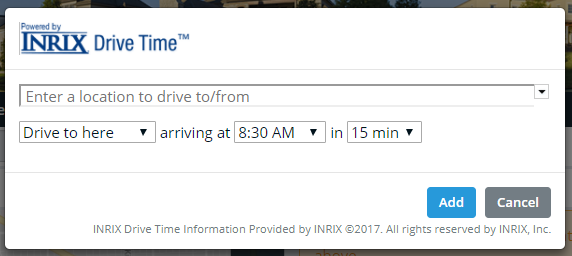 Powered by
INRIX Drive Time™
Enter a location to drive to/from
Drive to here arriving at 8:30 AM in 15 min
Add Cancel
INRIX Drive Time Information Provided by INRIX ©2017. All rights reserved by INRIX, Inc.
above